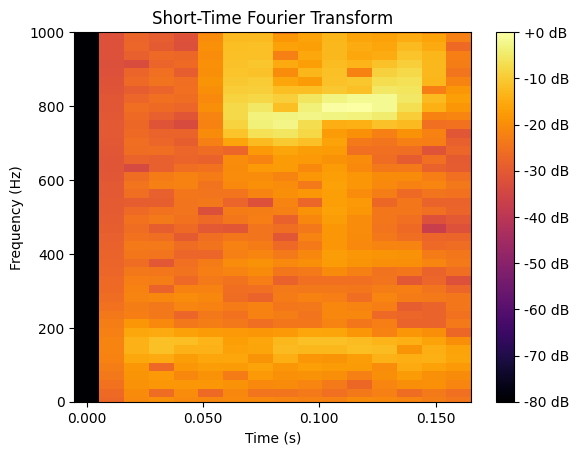 Short-Time Fourier Transform
Frequency (Hz)
1000
800
600
400
200
0
0.000
0.050
0.100
0.150
Time (s)
+0 dB
-10 dB
-20 dB
-30 dB
-40 dB
-50 dB
-60 dB
-70 dB
-80 dB